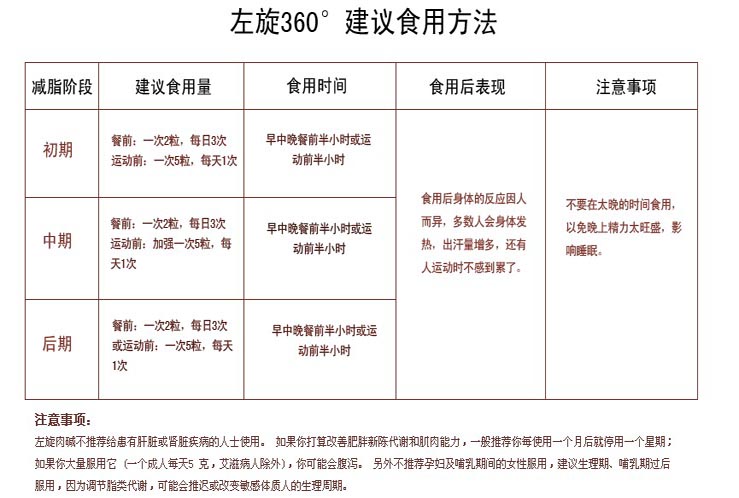 左旋360°建议食用方法
减脂阶段 建议食用量 食用时间 食用后表现 注意事项
初期
餐前：一次2粒，每日3次
运动前：一次5粒，每天1次
早中晚餐前半小时或运
动前半小时
中期
餐前：一次2粒，每日3次
运动前：加强一次5粒，每
天1次
早中晚餐前半小时或运
动前半小时
后期
餐前：一次2粒，每日3次
或运动前：一次5粒，每天
1次
早中晚餐前半小时或运
动前半小时
食用后身体的反应因人
而异，多数人会身体发
热，出汗量增多，还有
人运动时不感到累了。
不要在太晚的时间食用，
以免晚上精力太旺盛，影
响睡眠。
注意事项：
左旋肉碱不推荐给患有肝脏或肾脏疾病的人士使用。 如果你打算改善肥胖新陈代谢和肌肉能力，一般推荐你每使用一个月后就停用一个星期；
如果你大量服用它（一个成人每天5 克，艾滋病人除外），你可能会腹泻。 另外不推荐孕妇及哺乳期间的女性服用，建议生理期、哺乳期过后
服用，因为调节脂类代谢，可能会推迟或改变敏感体质人的生理周期。